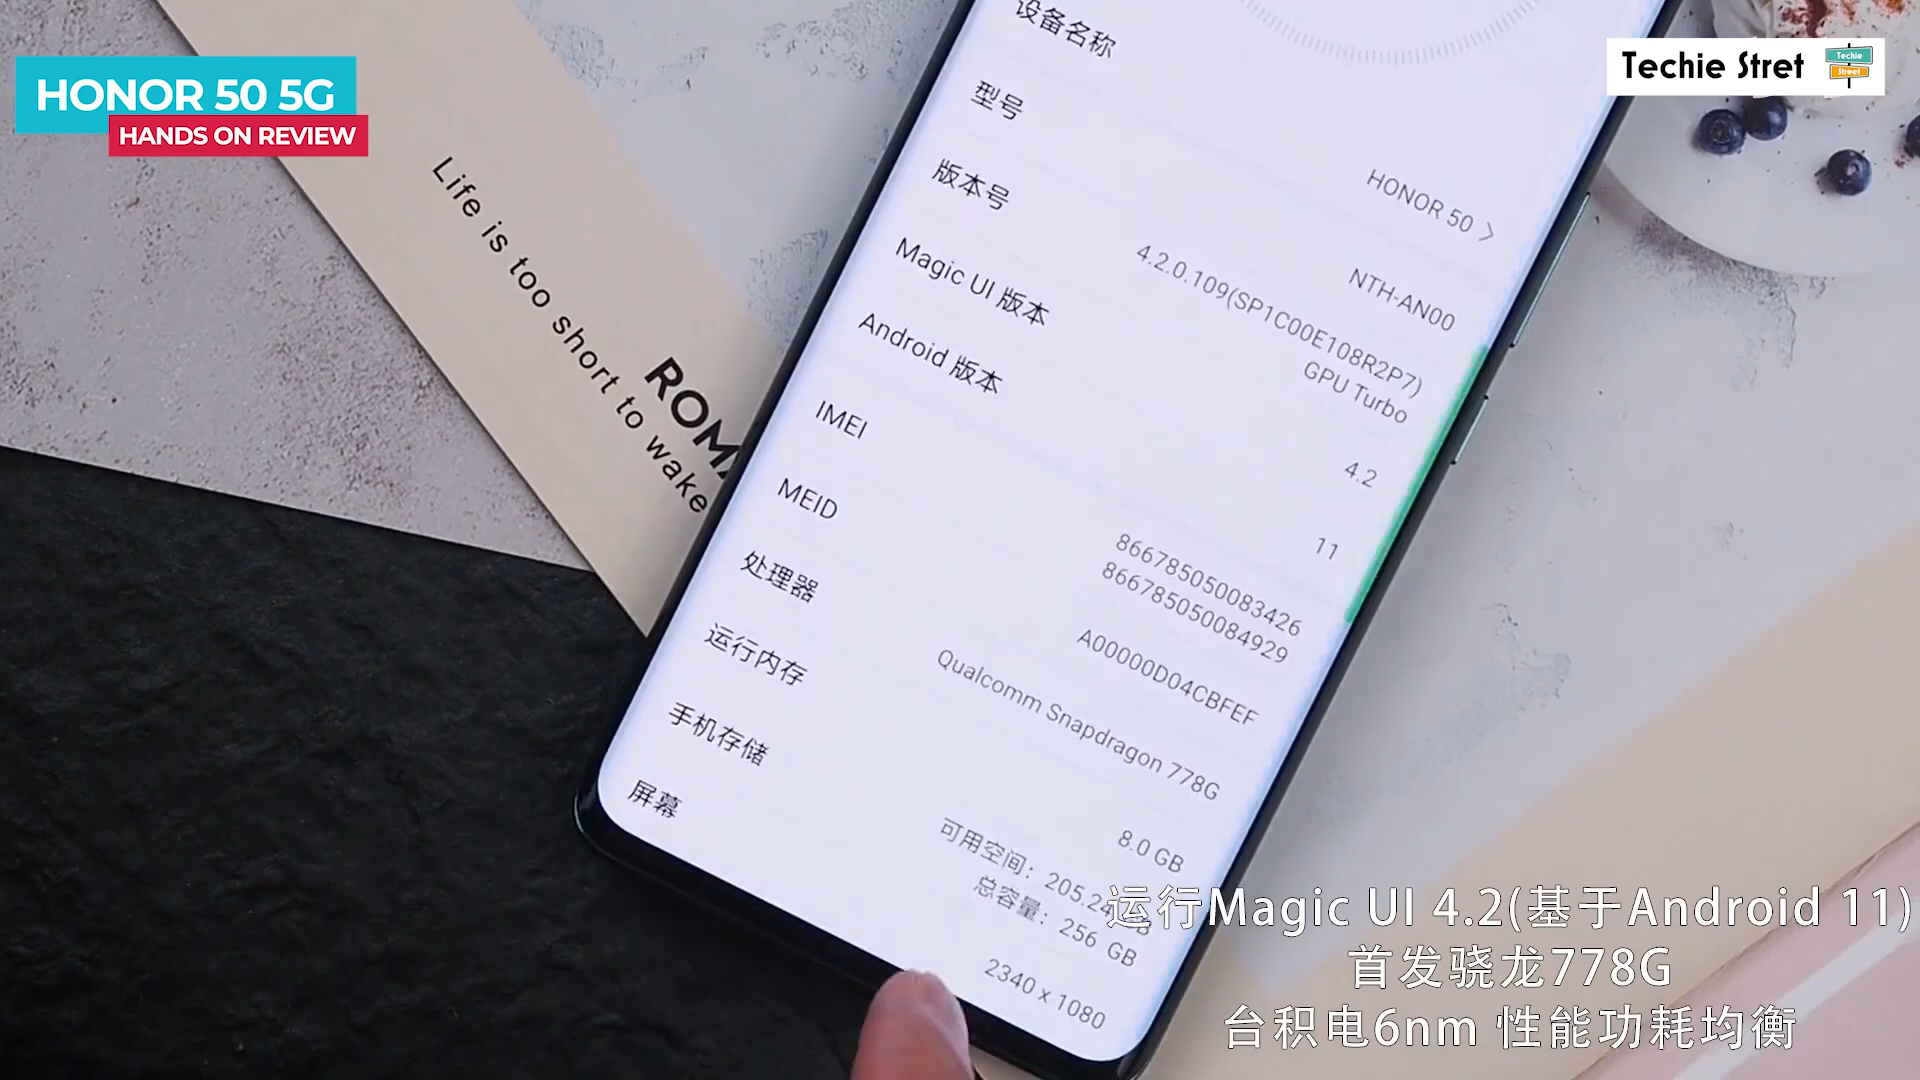 HONOR 50 5G
HANDS ON REVIEW
Techie Stret
Techie
Street
Life is too short to wake
设备名称
HONOR 50
型号
NTH-AN00
版本号
4.2.0.109(SP1C00E108R2P7)
GPU Turbo
Magic UI 版本
4.2
Android 版本
11
IMEI
866785050083426
866785050084929
MEID
A00000D04CBFEF
处理器
Qualcomm Snapdragon 778G
运行内存
8.0 GB
手机存储
可用空间：205.24
总容量：256 GB
屏幕
2340 x 1080
运行Magic UI 4.2(基于Android 11)
首发骁龙778G
台积电6nm 性能功耗均衡